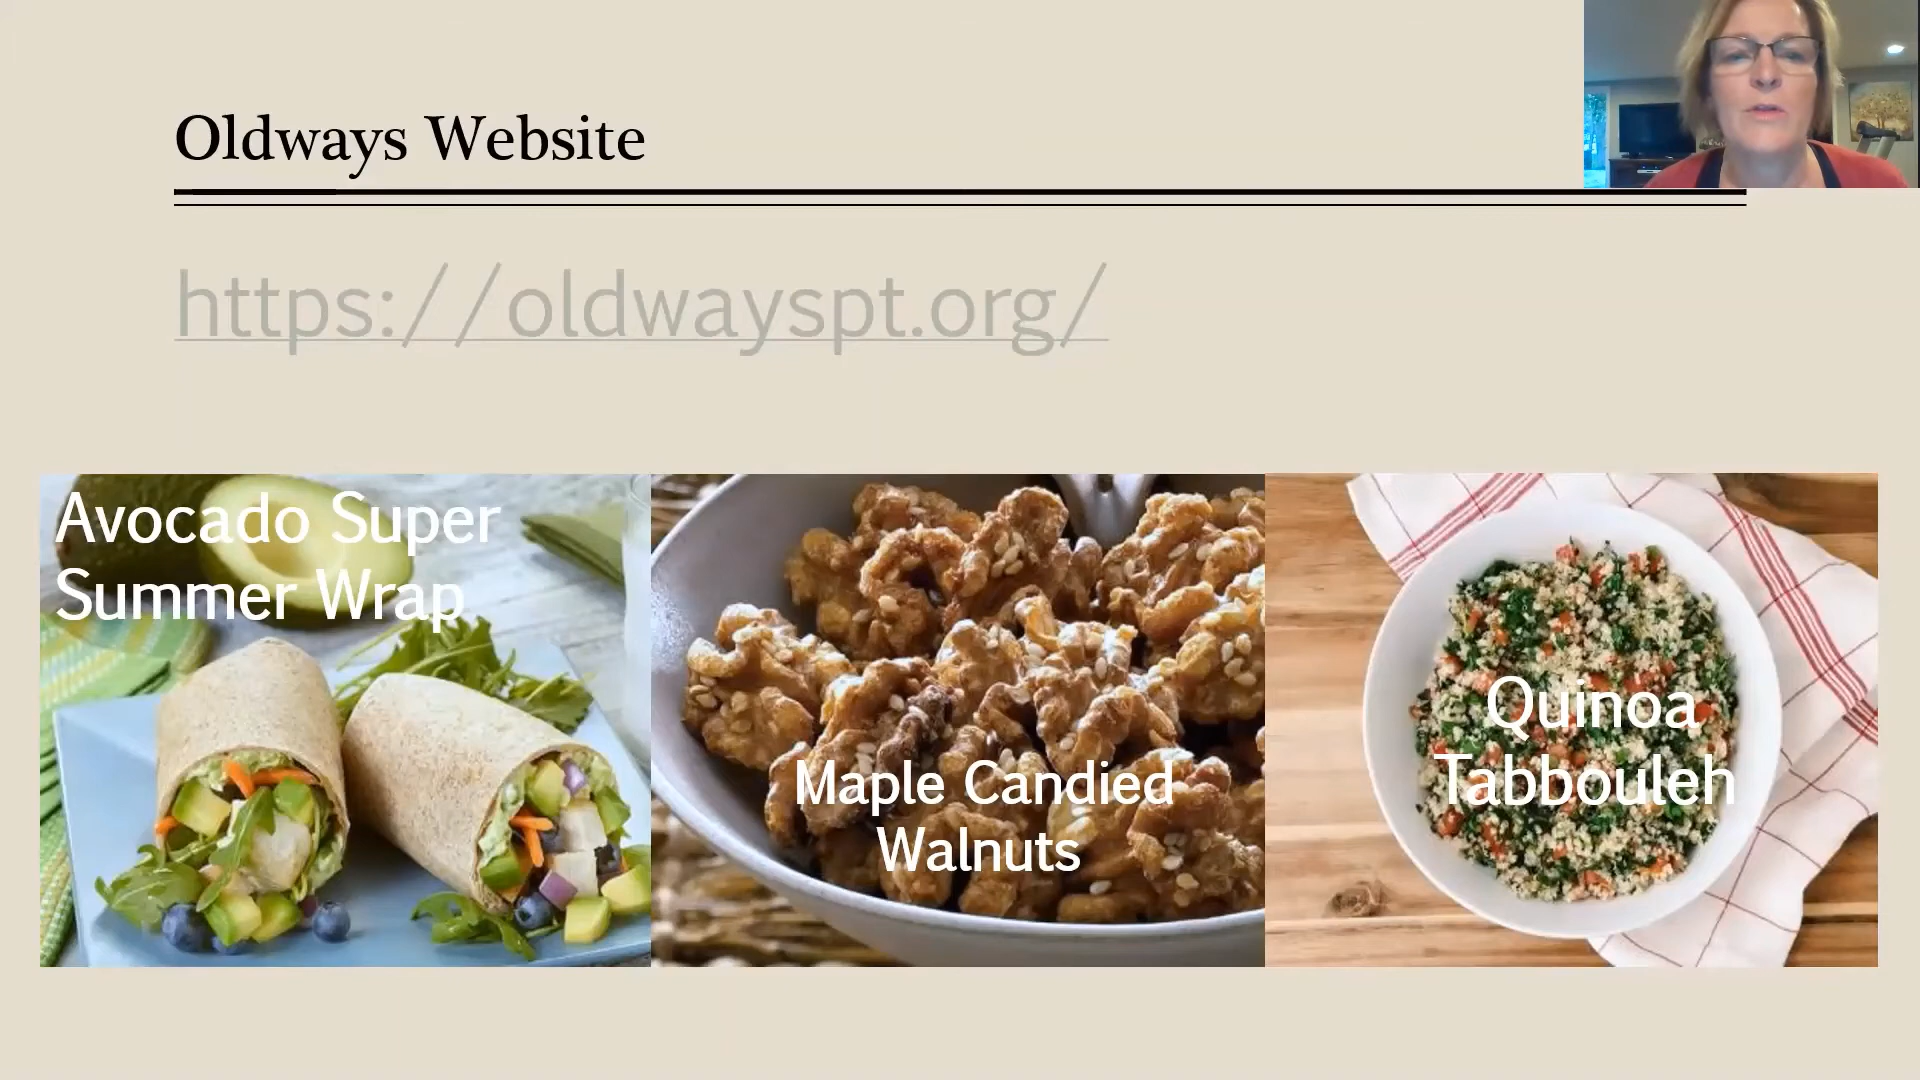 Oldways Website
https://oldwayspt.org/
Avocado Super
Summer Wrap
Maple Candied
Walnuts
Quinoa
Tabbouleh